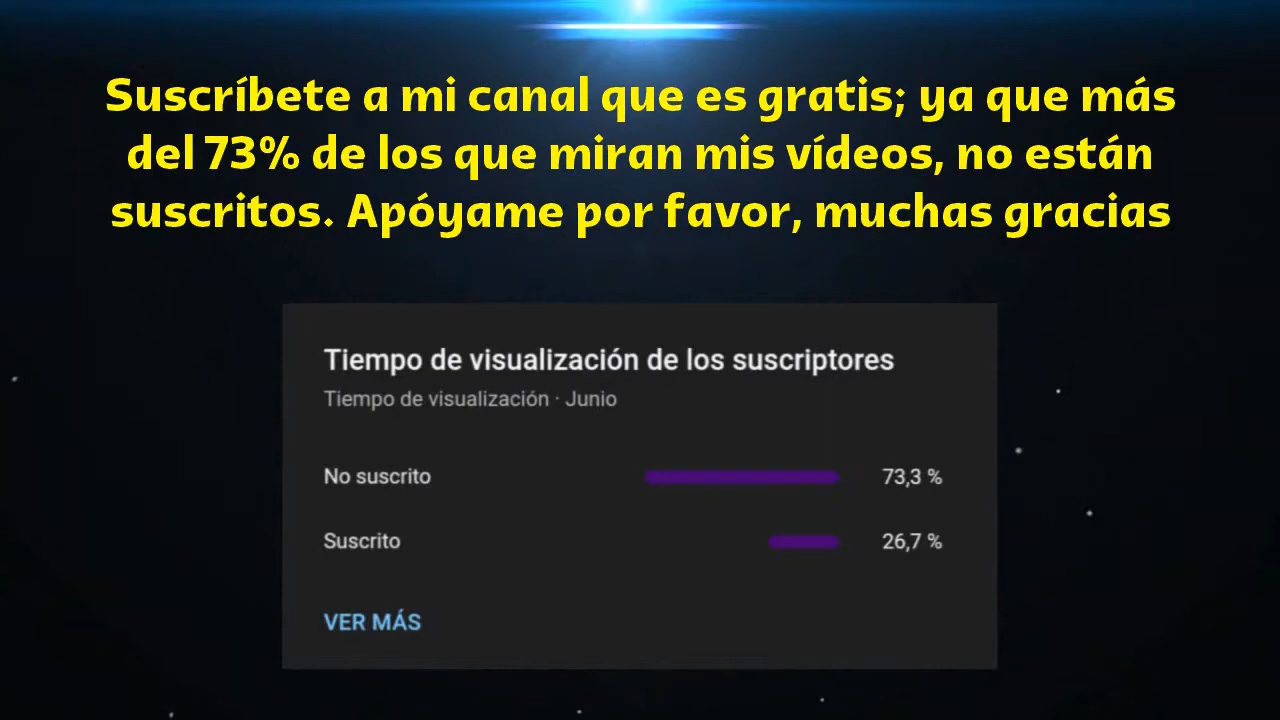 Suscríbete a mi canal que es gratis; ya que más
del 73% de los que miran mis vídeos, no están
suscritos. Apóyame por favor, muchas gracias
Tiempo de visualización de los suscriptores
Tiempo de visualización · Junio
No suscrito 73,3 %
Suscrito 26,7 %
VER MÁS